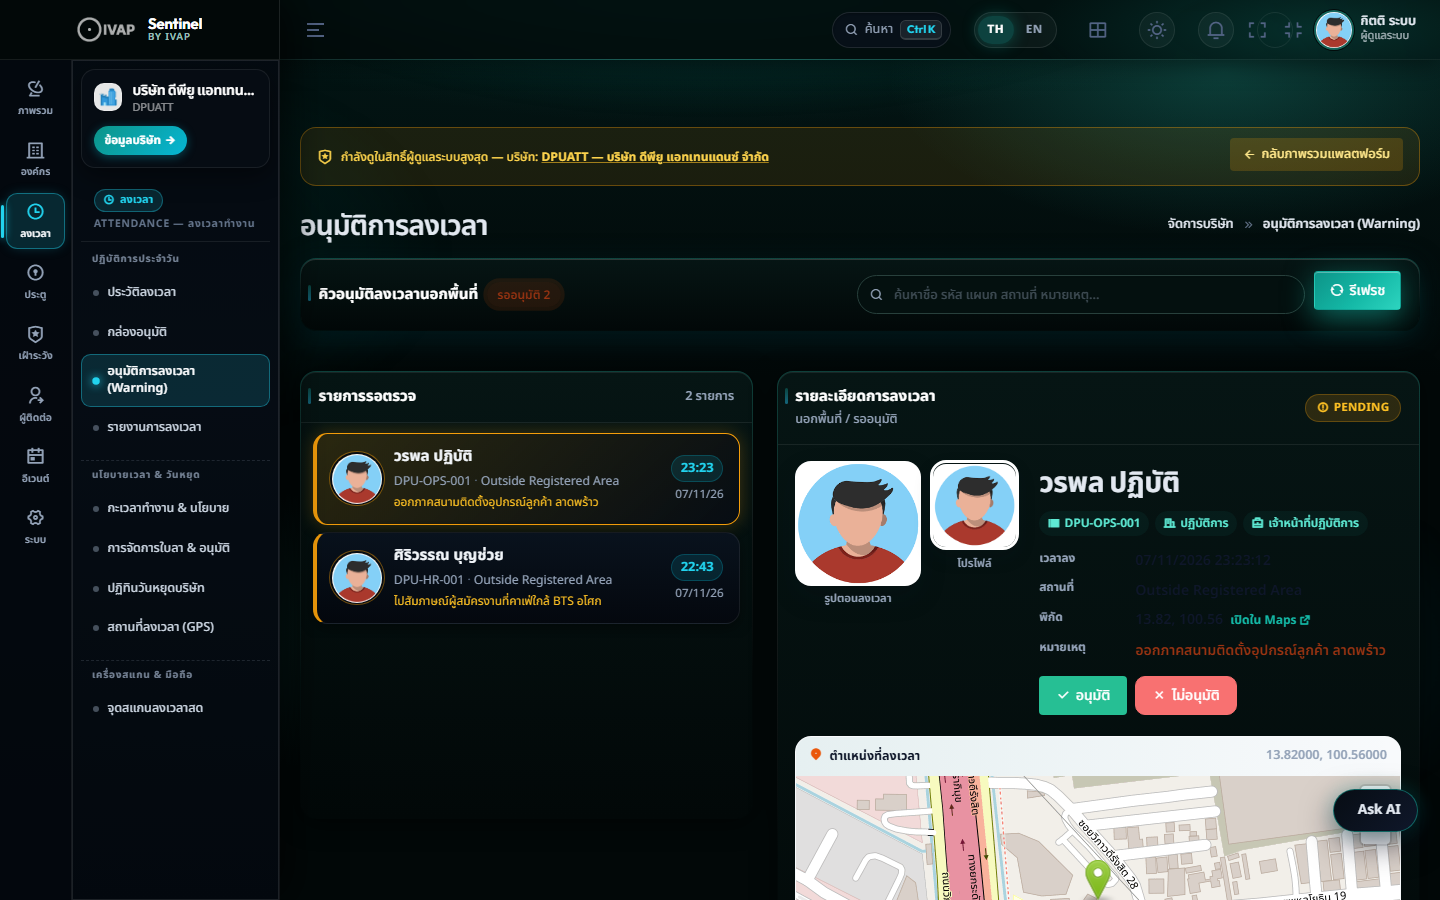 IVAP
Sentinel
BY IVAP
ค้นหา
Ctrl K
TH
EN
กิตติ ระบบ
ผู้ดูแลระบบ
ภาพรวม
องค์กร
ลงเวลา
ประตู
เฝ้าระวัง
ผู้ติดต่อ
อีเวนต์
ระบบ
บริษัท ดีพียู แอทเทน...
DPUATT
ข้อมูลบริษัท →
ลงเวลา
ATTENDANCE — ลงเวลาทำงาน
ปฏิบัติการประจำวัน
ประวัติลงเวลา
กล่องอนุมัติ
อนุมัติการลงเวลา
(Warning)
รายงานการลงเวลา
นโยบายเวลา & วันหยุด
กะเวลาทำงาน & นโยบาย
การจัดการใบลา & อนุมัติ
ปฏิทินวันหยุดบริษัท
สถานที่ลงเวลา (GPS)
เครื่องสแกน & มือถือ
จุดสแกนลงเวลาสด
กำลังดูในสิทธิ์ผู้ดูแลระบบสูงสุด — บริษัท: DPUATT — บริษัท ดีพียู แอทเทนแดนซ์ จำกัด
← กลับภาพรวมแพลตฟอร์ม
อนุมัติการลงเวลา
จัดการบริษัท » อนุมัติการลงเวลา (Warning)
คิวอนุมัติลงเวลานอกพื้นที่
รออนุมัติ 2
ค้นหาชื่อ รหัส แผนก สถานที่ หมายเหตุ...
รีเฟรช
รายการรอตรวจ
2 รายการ
วรพล ปฏิบัติ
DPU-OPS-001 · Outside Registered Area
ออกภาคสนามติดตั้งอุปกรณ์ลูกค้า ลาดพร้าว
23:23
07/11/26
ศิริวรรณ บุญช่วย
DPU-HR-001 · Outside Registered Area
ไปสัมภาษณ์ผู้สมัครงานที่คาเฟ่ใกล้ BTS อโศก
22:43
07/11/26
รายละเอียดการลงเวลา
นอกพื้นที่ / รออนุมัติ
PENDING
รูปตอนลงเวลา
โปรไฟล์
วรพล ปฏิบัติ
DPU-OPS-001
ปฏิบัติการ
เจ้าหน้าที่ปฏิบัติการ
เวลาลง
07/11/2026 23:23:12
สถานที่
Outside Registered Area
พิกัด
13.82, 100.56
เปิดใน Maps
หมายเหตุ
ออกภาคสนามติดตั้งอุปกรณ์ลูกค้า ลาดพร้าว
อนุมัติ
ไม่อนุมัติ
ตำแหน่งที่ลงเวลา
13.82000, 100.56000
ซอยวิภาวดีรังสิต 28
Ask AI